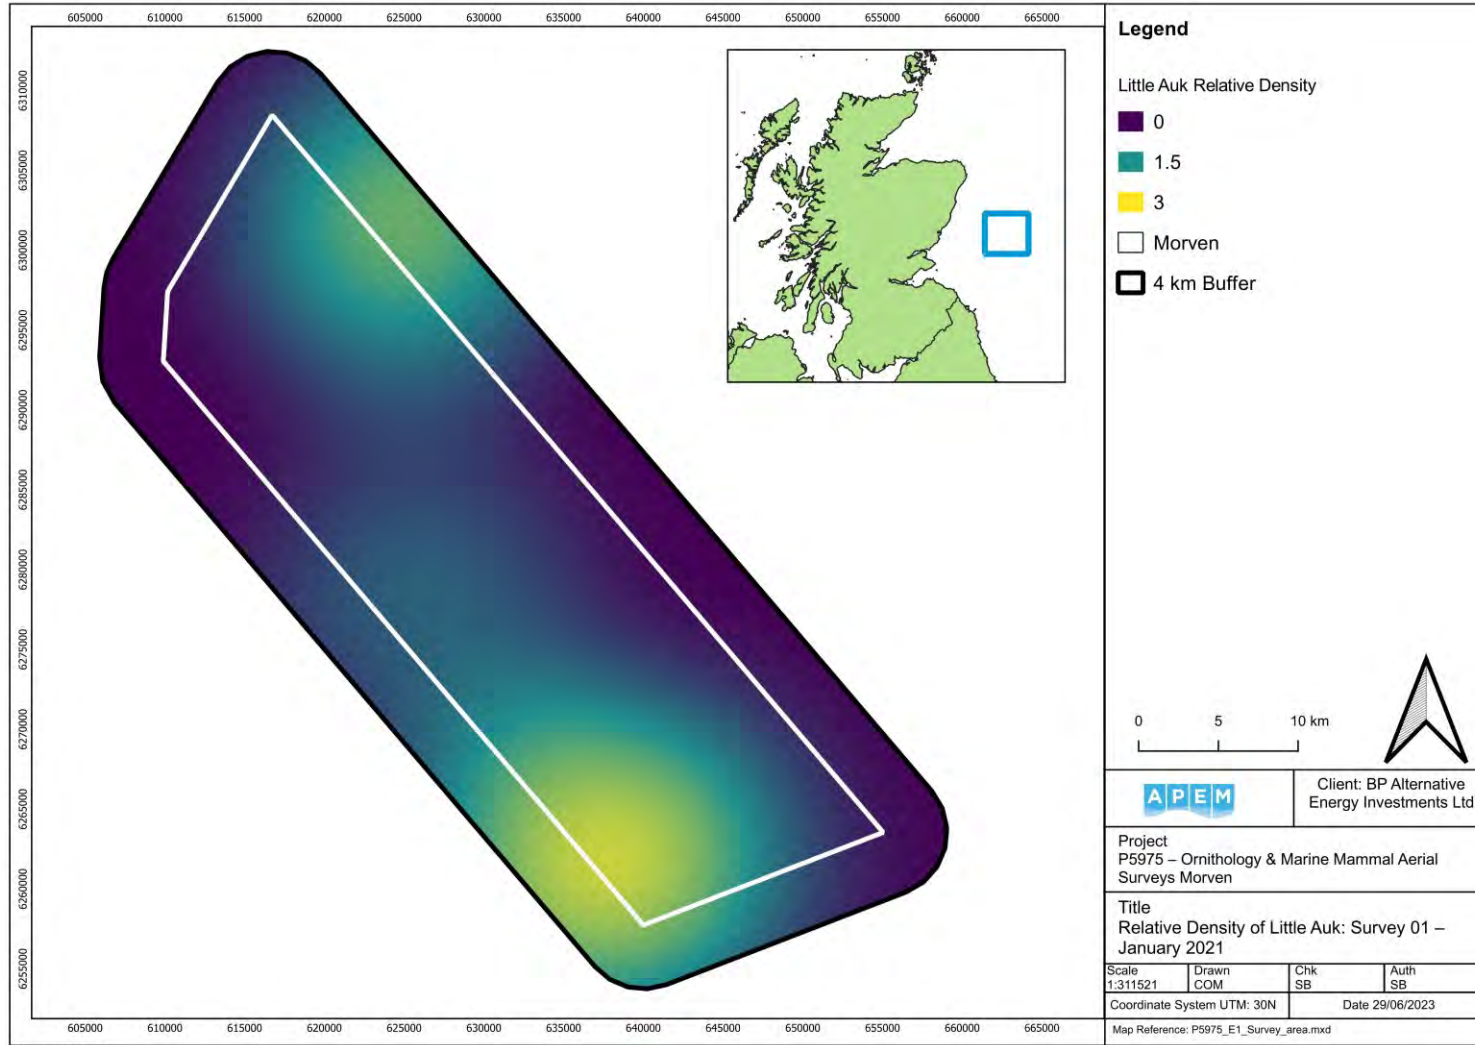 605000 610000 615000 620000 625000 630000 635000 640000 645000 650000 655000 660000 665000
6310000
6305000
6300000
6295000
6290000
6285000
6280000
6275000
6270000
6265000
6260000
6255000
605000 610000 615000 620000 625000 630000 635000 640000 645000 650000 655000 660000 665000
Legend
Little Auk Relative Density
0
1.5
3
Morven
4 km Buffer
0 5 10 km
APEM
Client: BP Alternative
Energy Investments Ltd
Project
P5975 – Ornithology & Marine Mammal Aerial
Surveys Morven
Title
Relative Density of Little Auk: Survey 01 –
January 2021
Scale Drawn Chk Auth
1:311521 COM SB SB
Coordinate System UTM: 30N Date 29/06/2023
Map Reference: P5975_E1_Survey_area.mxd